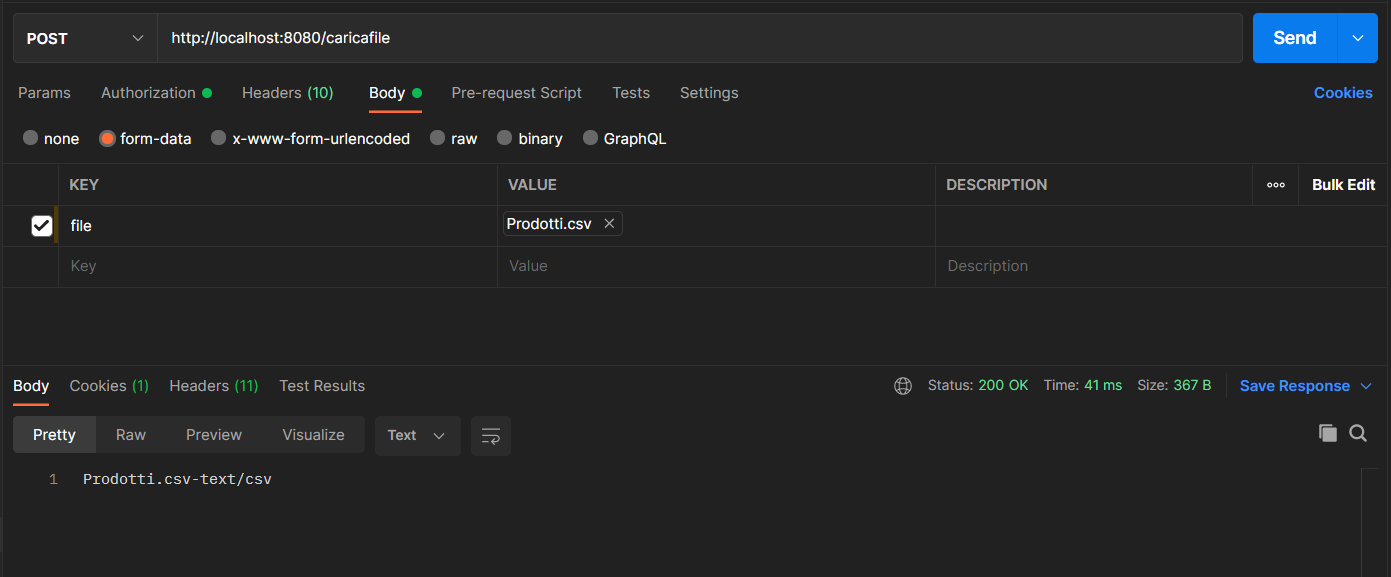 POST http://localhost:8080/caricafile Send
Params Authorization Headers (10) Body Pre-request Script Tests Settings Cookies
none form-data x-www-form-urlencoded raw binary GraphQL
KEY VALUE DESCRIPTION ooo Bulk Edit
file Prodotti.csv ×
Key Value Description
Body Cookies (1) Headers (11) Test Results Status: 200 OK Time: 41 ms Size: 367 B Save Response
Pretty Raw Preview Visualize Text
1 Prodotti.csv-text/csv